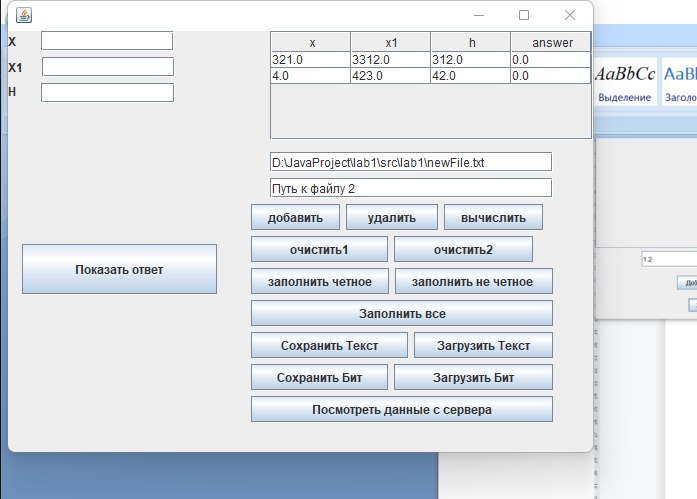 X
X1
H
x x1 h answer
321.0 3312.0 312.0 0.0
4.0 423.0 42.0 0.0
D:\JavaProject\lab1\src\lab1\newFile.txt
Путь к файлу 2
добавить удалить вычислить
очистить1 очистить2
Показать ответ
заполнить четное заполнить не четное
Заполнить все
Сохранить Текст Загрузить Текст
Сохранить Бит Загрузить Бит
Посмотреть данные с сервера
AaBbCc AaBb
Выделение Заголо
1.2
Доб